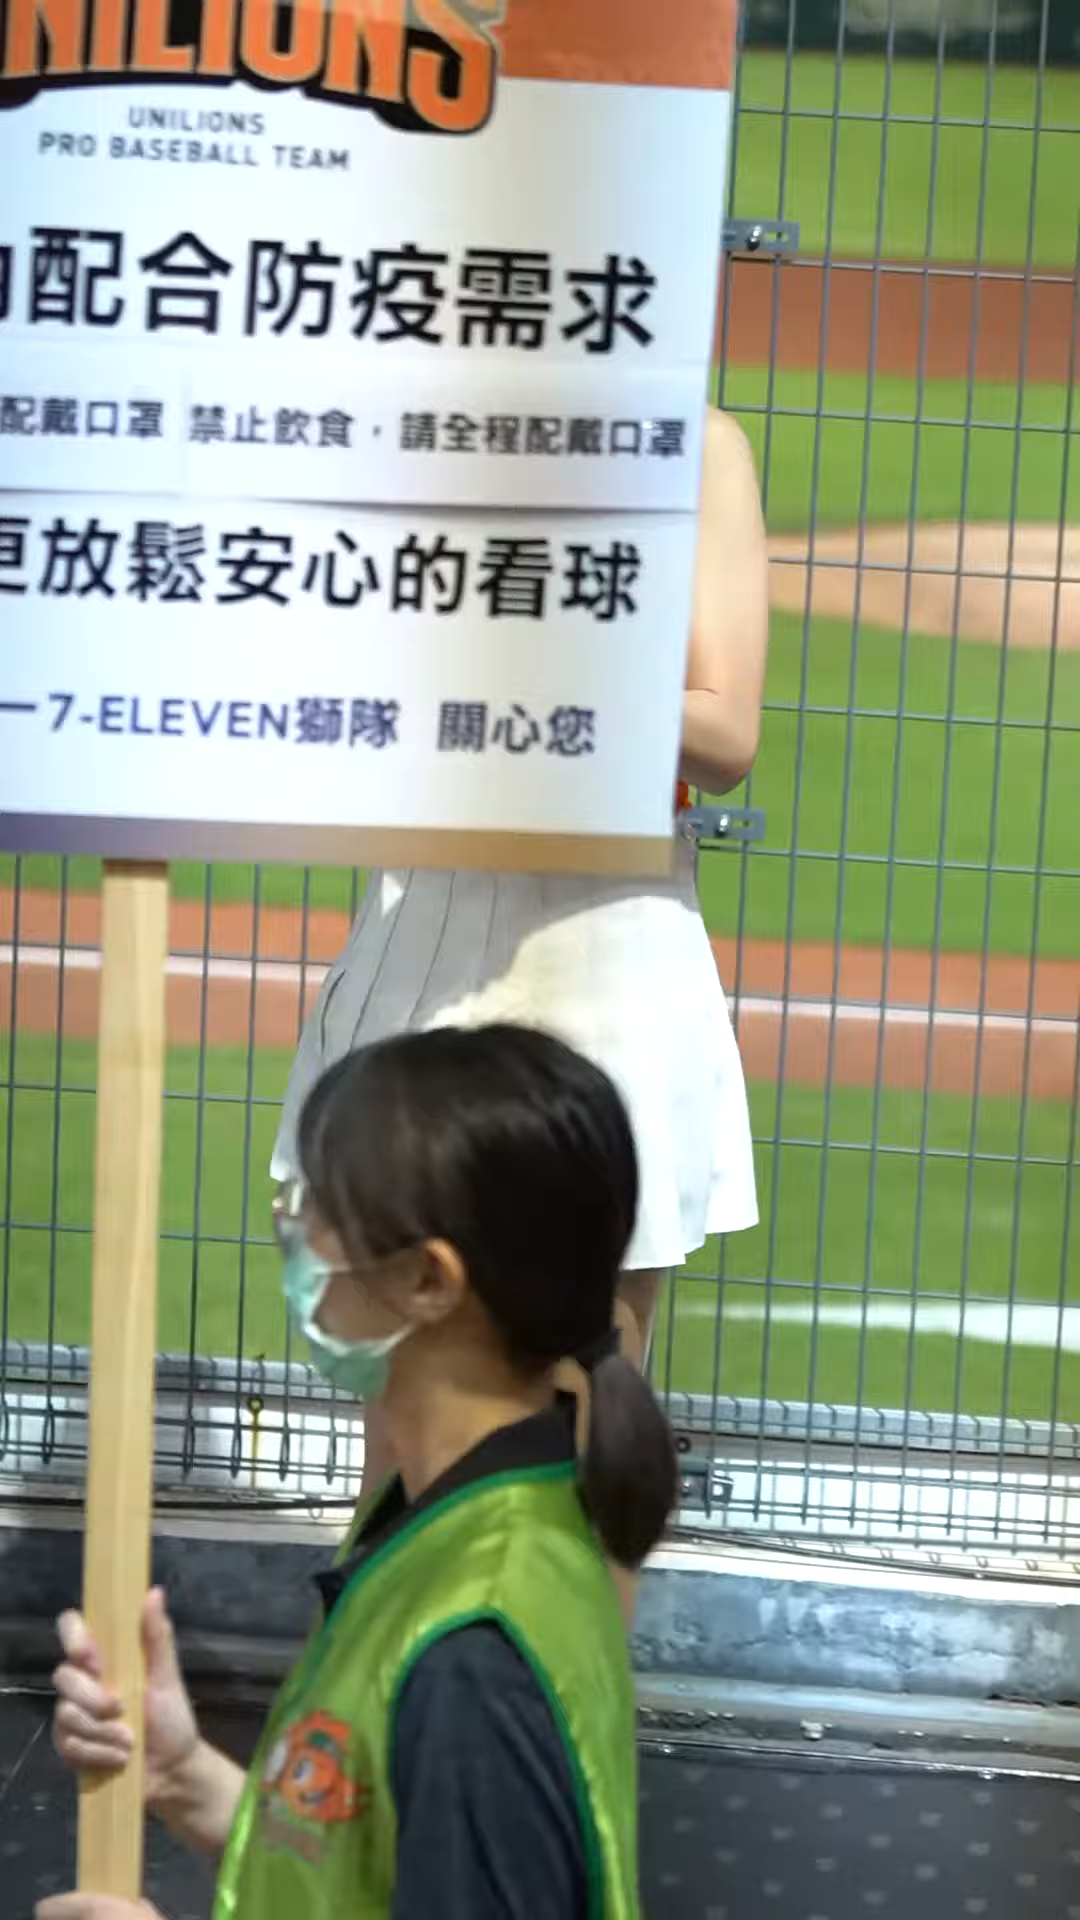 NILIONS
UNILIONS
PRO BASEBALL TEAM
配合防疫需求
配戴口罩 禁止飲食，請全程配戴口罩
更放鬆安心的看球
—7-ELEVEN獅隊 關心您